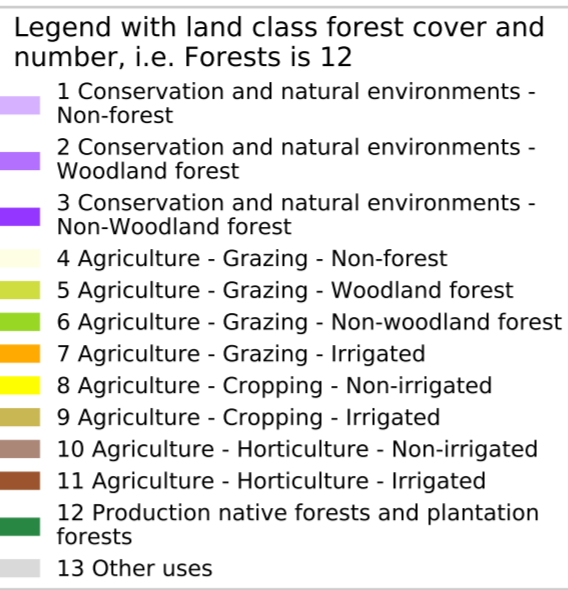 Legend with land class forest cover and
number, i.e. Forests is 12
1 Conservation and natural environments -
Non-forest
2 Conservation and natural environments -
Woodland forest
3 Conservation and natural environments -
Non-Woodland forest
4 Agriculture - Grazing - Non-forest
5 Agriculture - Grazing - Woodland forest
6 Agriculture - Grazing - Non-woodland forest
7 Agriculture - Grazing - Irrigated
8 Agriculture - Cropping - Non-irrigated
9 Agriculture - Cropping - Irrigated
10 Agriculture - Horticulture - Non-irrigated
11 Agriculture - Horticulture - Irrigated
12 Production native forests and plantation
forests
13 Other uses